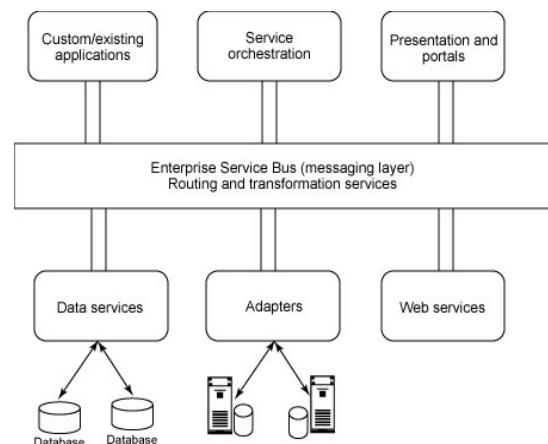 Custom/existing
applications
Service
orchestration
Presentation and
portals
Enterprise Service Bus (messaging layer)
Routing and transformation services
Data services
Adapters
Web services
Database
Database